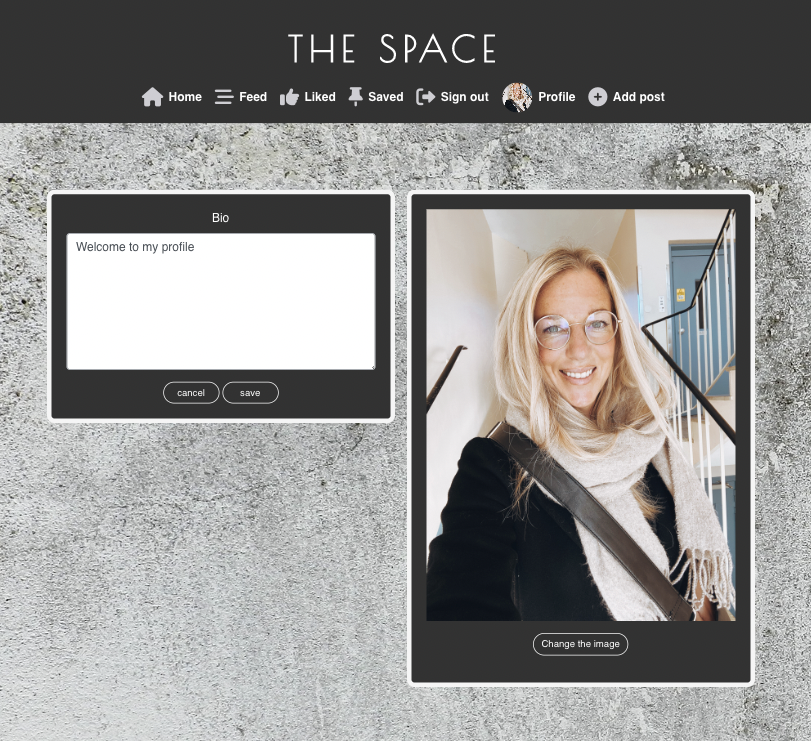 THE SPACE
Home Feed Liked Saved Sign out Profile Add post
Bio
Welcome to my profile
cancel save
Change the image